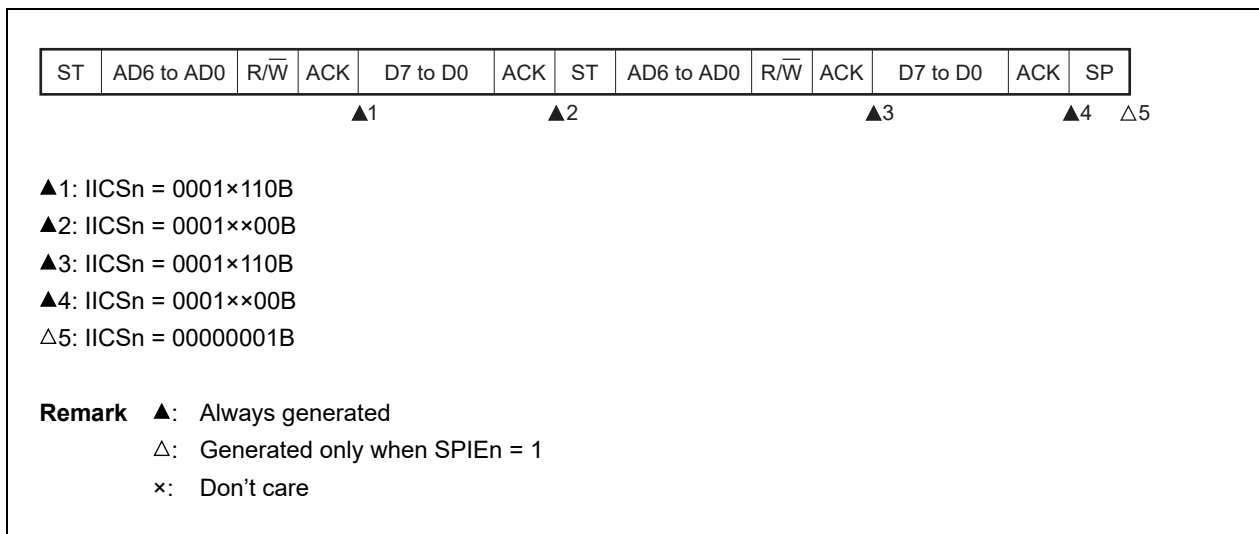 ST AD6 to AD0 R/W̅ ACK D7 to D0 ACK ST AD6 to AD0 R/W̅ ACK D7 to D0 ACK SP
▲1 ▲2 ▲3 ▲4 △5
▲1: IICSn = 0001×110B
▲2: IICSn = 0001××00B
▲3: IICSn = 0001×110B
▲4: IICSn = 0001××00B
△5: IICSn = 00000001B
Remark ▲: Always generated
△: Generated only when SPIEn = 1
×: Don't care